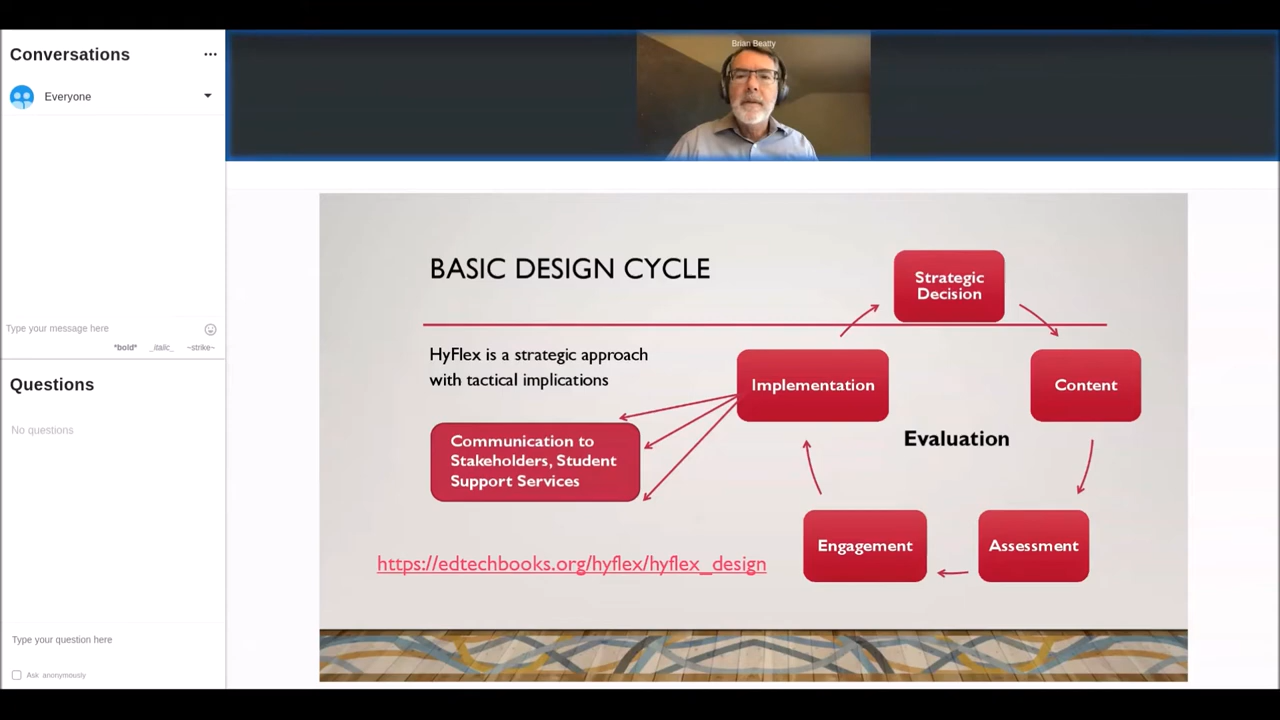 Conversations
Everyone
Type your message here
*bold*
_italic_
~strike~
Questions
No questions
Type your question here
Ask anonymously
Brian Beatty
BASIC DESIGN CYCLE
HyFlex is a strategic approach
with tactical implications
Communication to
Stakeholders, Student
Support Services
https://edtechbooks.org/hyflex/hyflex_design
Strategic
Decision
Content
Assessment
Engagement
Implementation
Evaluation